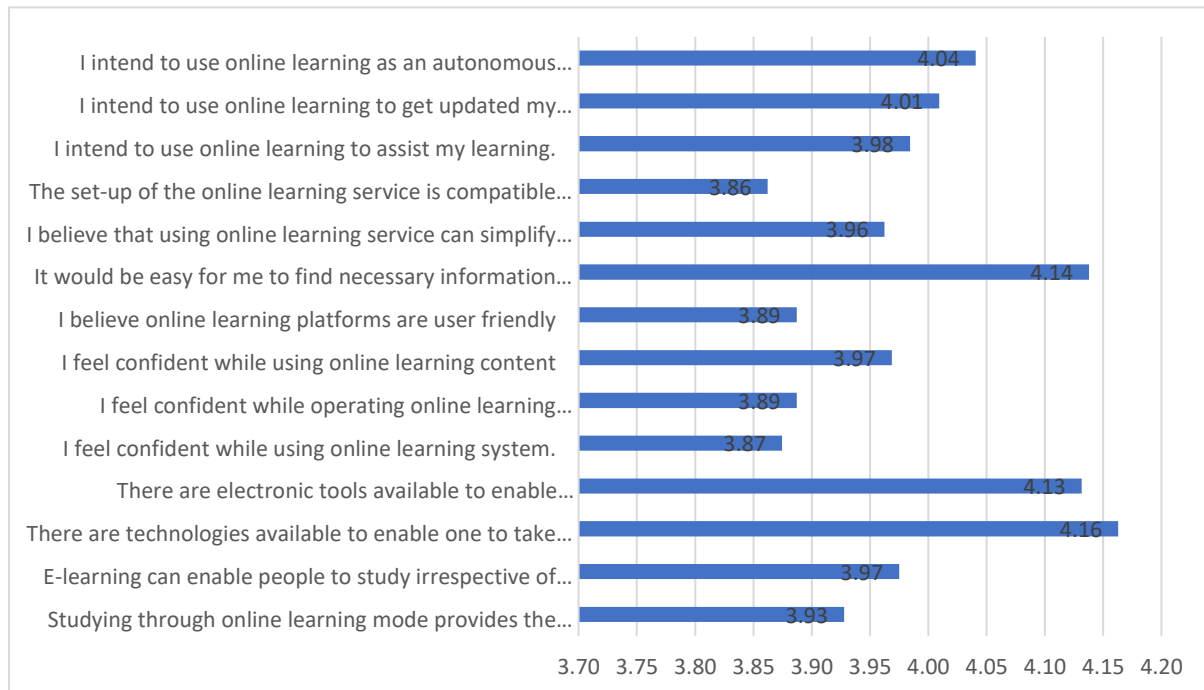 I intend to use online learning as an autonomous... 4.04
I intend to use online learning to get updated my... 4.01
I intend to use online learning to assist my learning. 3.98
The set-up of the online learning service is compatible... 3.86
I believe that using online learning service can simplify... 3.96
It would be easy for me to find necessary information... 4.14
I believe online learning platforms are user friendly 3.89
I feel confident while using online learning content 3.97
I feel confident while operating online learning... 3.89
I feel confident while using online learning system. 3.87
There are electronic tools available to enable... 4.13
There are technologies available to enable one to take... 4.16
E-learning can enable people to study irrespective of... 3.97
Studying through online learning mode provides the... 3.93
3.70 3.75 3.80 3.85 3.90 3.95 4.00 4.05 4.10 4.15 4.20